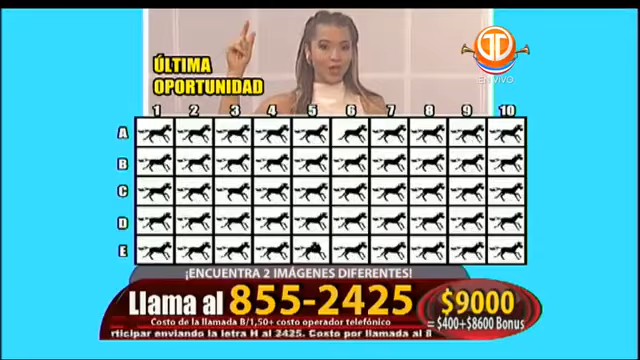 ÚLTIMA
OPORTUNIDAD
EN VIVO
1 2 3 4 5 6 7 8 9 10
A
B
C
D
E
¡ENCUENTRA 2 IMÁGENES DIFERENTES!
Llama al 855-2425
$9000
= $400+$8600 Bonus
Costo de la llamada B/1,50+ costo operador telefónico
rticipar enviando la letra H al 2425. Costo por llamada al 8